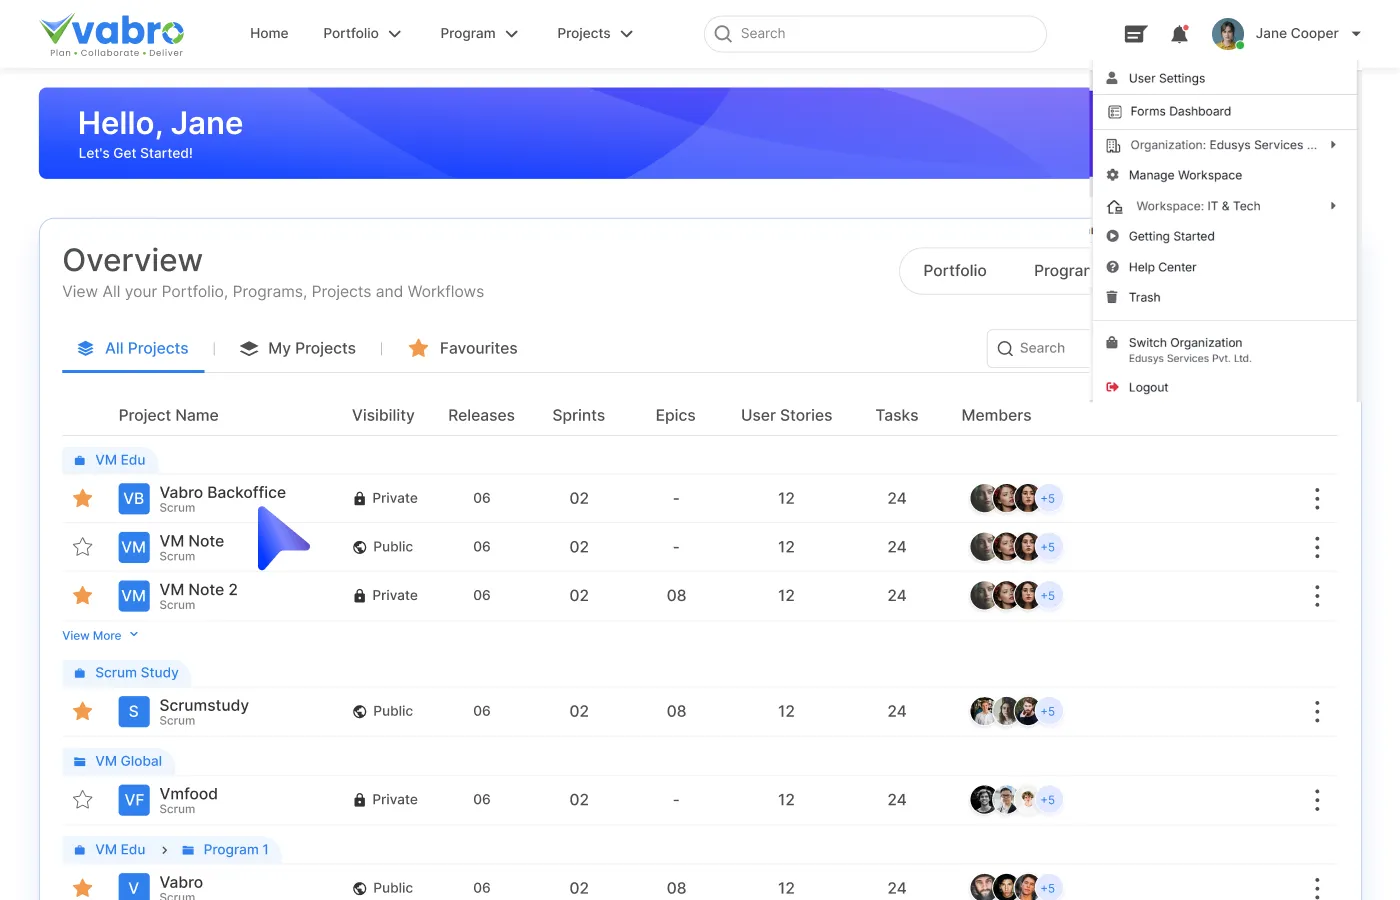 vabro
Plan • Collaborate • Deliver
Home
Portfolio
Program
Projects
Search
Jane Cooper
User Settings
Forms Dashboard
Organization: Edusys Services ...
Manage Workspace
Workspace: IT & Tech
Getting Started
Help Center
Trash
Switch Organization
Edusys Services Pvt. Ltd.
Logout
Hello, Jane
Let's Get Started!
Overview
View All your Portfolio, Programs, Projects and Workflows
Portfolio
Program
All Projects | My Projects | Favourites
Search
Project Name Visibility Releases Sprints Epics User Stories Tasks Members
VM Edu
VB Vabro Backoffice Private 06 02 - 12 24 +5
Scrum
VM VM Note Public 06 02 - 12 24 +5
Scrum
VM VM Note 2 Private 06 02 08 12 24 +5
Scrum
View More
Scrum Study
S Scrumstudy Public 06 02 08 12 24 +5
Scrum
VM Global
VF Vmfood Private 06 02 - 12 24 +5
Scrum
VM Edu > Program 1
V Vabro Public 06 02 08 12 24 +5
Scrum